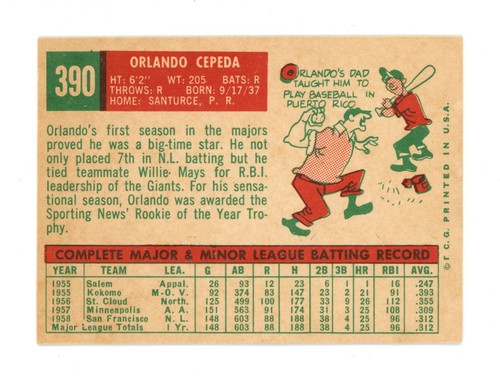 390
ORLANDO CEPEDA
HT: 6'2" WT: 205 BATS: R
THROWS: R BORN: 9/17/37
HOME: SANTURCE, P. R.
ORLANDO'S DAD
TAUGHT HIM TO
PLAY BASEBALL IN
PUERTO RICO
Orlando's first season in the majors
proved he was a big-time star. He not
only placed 7th in N.L. batting but he
tied teammate Willie Mays for R.B.I.
leadership of the Giants. For his sensa-
tional season, Orlando was awarded the
Sporting News' Rookie of the Year Tro-
phy.
©T.C.G. PRINTED IN U.S.A.
COMPLETE MAJOR & MINOR LEAGUE BATTING RECORD
YEAR TEAM LEA. G AB R H 2B 3B HR RBI AVG.
1955 Salem Appal. 26 93 12 23 6 1 1 16 .247
1955 Kokomo M-O. V. 92 374 83 147 36 3 21 91 .393
1956 St. Cloud North. 125 499 100 177 33 9 26 112 .355
1957 Minneapolis A. A. 151 563 91 174 31 9 25 108 .309
1958 San Francisco N. L. 148 603 88 188 38 4 25 96 .312
Major League Totals 1 Yr. 148 603 88 188 38 4 25 96 .312